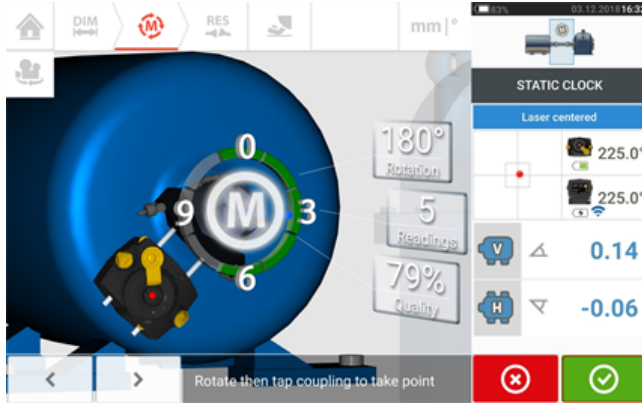 83% 03.12.2018 16:32
DIM
M
RES
mm|°
M
STATIC CLOCK
Laser centered
225.0°
225.0°
0
180°
Rotation
M
9
3
5
Readings
6
79%
Quality
V 0.14
H -0.06
Rotate then tap coupling to take point